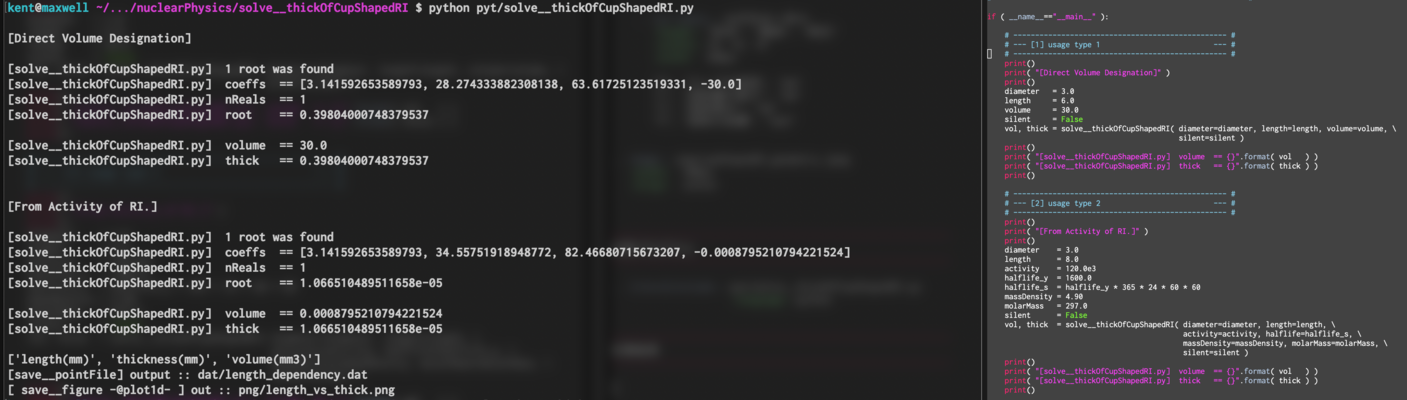 kent@maxwell ~/.../nuclearPhysics/solve__thickOfCupShapedRI $ python pyt/solve__thickOfCupShapedRI.py
[Direct Volume Designation]
[solve__thickOfCupShapedRI.py]  1 root was found
[solve__thickOfCupShapedRI.py]  coeffs  == [3.141592653589793, 28.274333882308138, 63.61725123519331, -30.0]
[solve__thickOfCupShapedRI.py]  nReals  == 1
[solve__thickOfCupShapedRI.py]  root    == 0.39804000748379537
[solve__thickOfCupShapedRI.py]  volume  == 30.0
[solve__thickOfCupShapedRI.py]  thick   == 0.39804000748379537
[From Activity of RI.]
[solve__thickOfCupShapedRI.py]  1 root was found
[solve__thickOfCupShapedRI.py]  coeffs  == [3.141592653589793, 34.55751918948772, 82.46680715673207, -0.0008795210794221524]
[solve__thickOfCupShapedRI.py]  nReals  == 1
[solve__thickOfCupShapedRI.py]  root    == 1.066510489511658e-05
[solve__thickOfCupShapedRI.py]  volume  == 0.0008795210794221524
[solve__thickOfCupShapedRI.py]  thick   == 1.066510489511658e-05
['length(mm)', 'thickness(mm)', 'volume(mm3)']
[save__pointFile] output :: dat/length_dependency.dat
[ save__figure -@plot1d- ] out :: png/length_vs_thick.png
if ( __name__=="__main__" ):
# ------------------------------------------------- #
# --- [1] usage type 1                          --- #
# ------------------------------------------------- #
print()
print( "[Direct Volume Designation]" )
print()
diameter   = 3.0
length     = 6.0
volume     = 30.0
silent     = False
vol, thick = solve__thickOfCupShapedRI( diameter=diameter, length=length, volume=volume, \
silent=silent )
print()
print( "[solve__thickOfCupShapedRI.py]  volume  == {}".format( vol   ) )
print( "[solve__thickOfCupShapedRI.py]  thick   == {}".format( thick ) )
print()
# ------------------------------------------------- #
# --- [2] usage type 2                          --- #
# ------------------------------------------------- #
print()
print( "[From Activity of RI.]" )
print()
diameter    = 3.0
length      = 8.0
activity    = 120.0e3
halflife_y  = 1600.0
halflife_s  = halflife_y * 365 * 24 * 60 * 60
massDensity = 4.90
molarMass   = 297.0
silent      = False
vol, thick  = solve__thickOfCupShapedRI( diameter=diameter, length=length, \
activity=activity, halflife=halflife_s, \
massDensity=massDensity, molarMass=molarMass, \
silent=silent )
print()
print( "[solve__thickOfCupShapedRI.py]  volume  == {}".format( vol   ) )
print( "[solve__thickOfCupShapedRI.py]  thick   == {}".format( thick ) )
print()